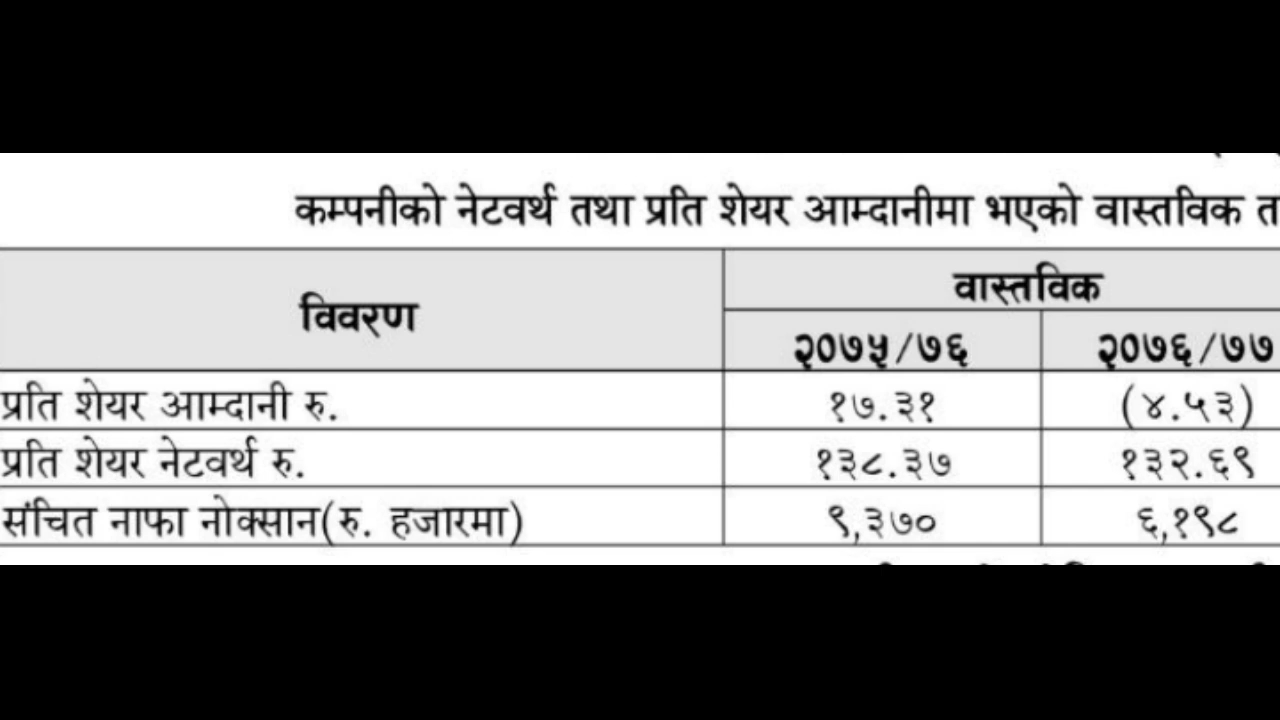 कम्पनीको नेटवर्थ तथा प्रति शेयर आम्दानीमा भएको वास्तविक
विवरण
वास्तविक
२०७५/७६ २०७६/७७
प्रति शेयर आम्दानी रु. १७.३१ (४.५३)
प्रति शेयर नेटवर्थ रु. १३८.३७ १३२.६९
संचित नाफा नोक्सान(रु. हजारमा) ९,३७० ६,१९८